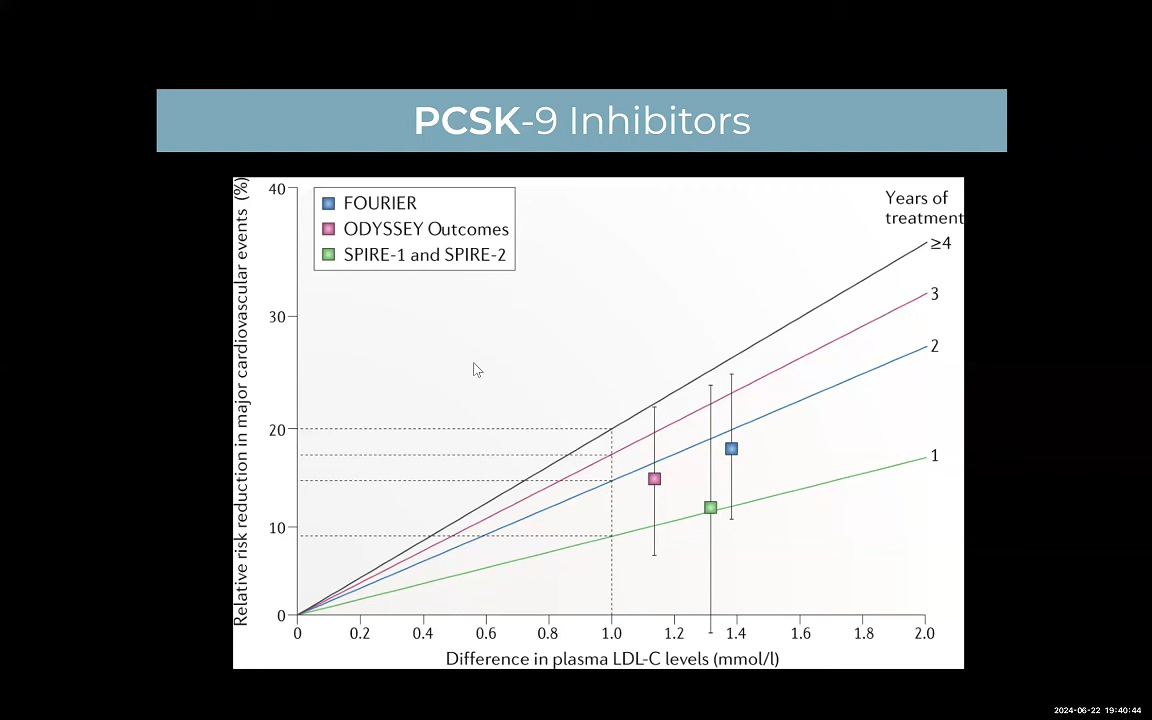 PCSK-9 Inhibitors
Relative risk reduction in major cardiovascular events (%)
40
30
20
10
0
FOURIER
ODYSSEY Outcomes
SPIRE-1 and SPIRE-2
Years of
treatment
≥4
3
2
1
0 0.2 0.4 0.6 0.8 1.0 1.2 1.4 1.6 1.8 2.0
Difference in plasma LDL-C levels (mmol/l)
2024-06-22 19:40:44